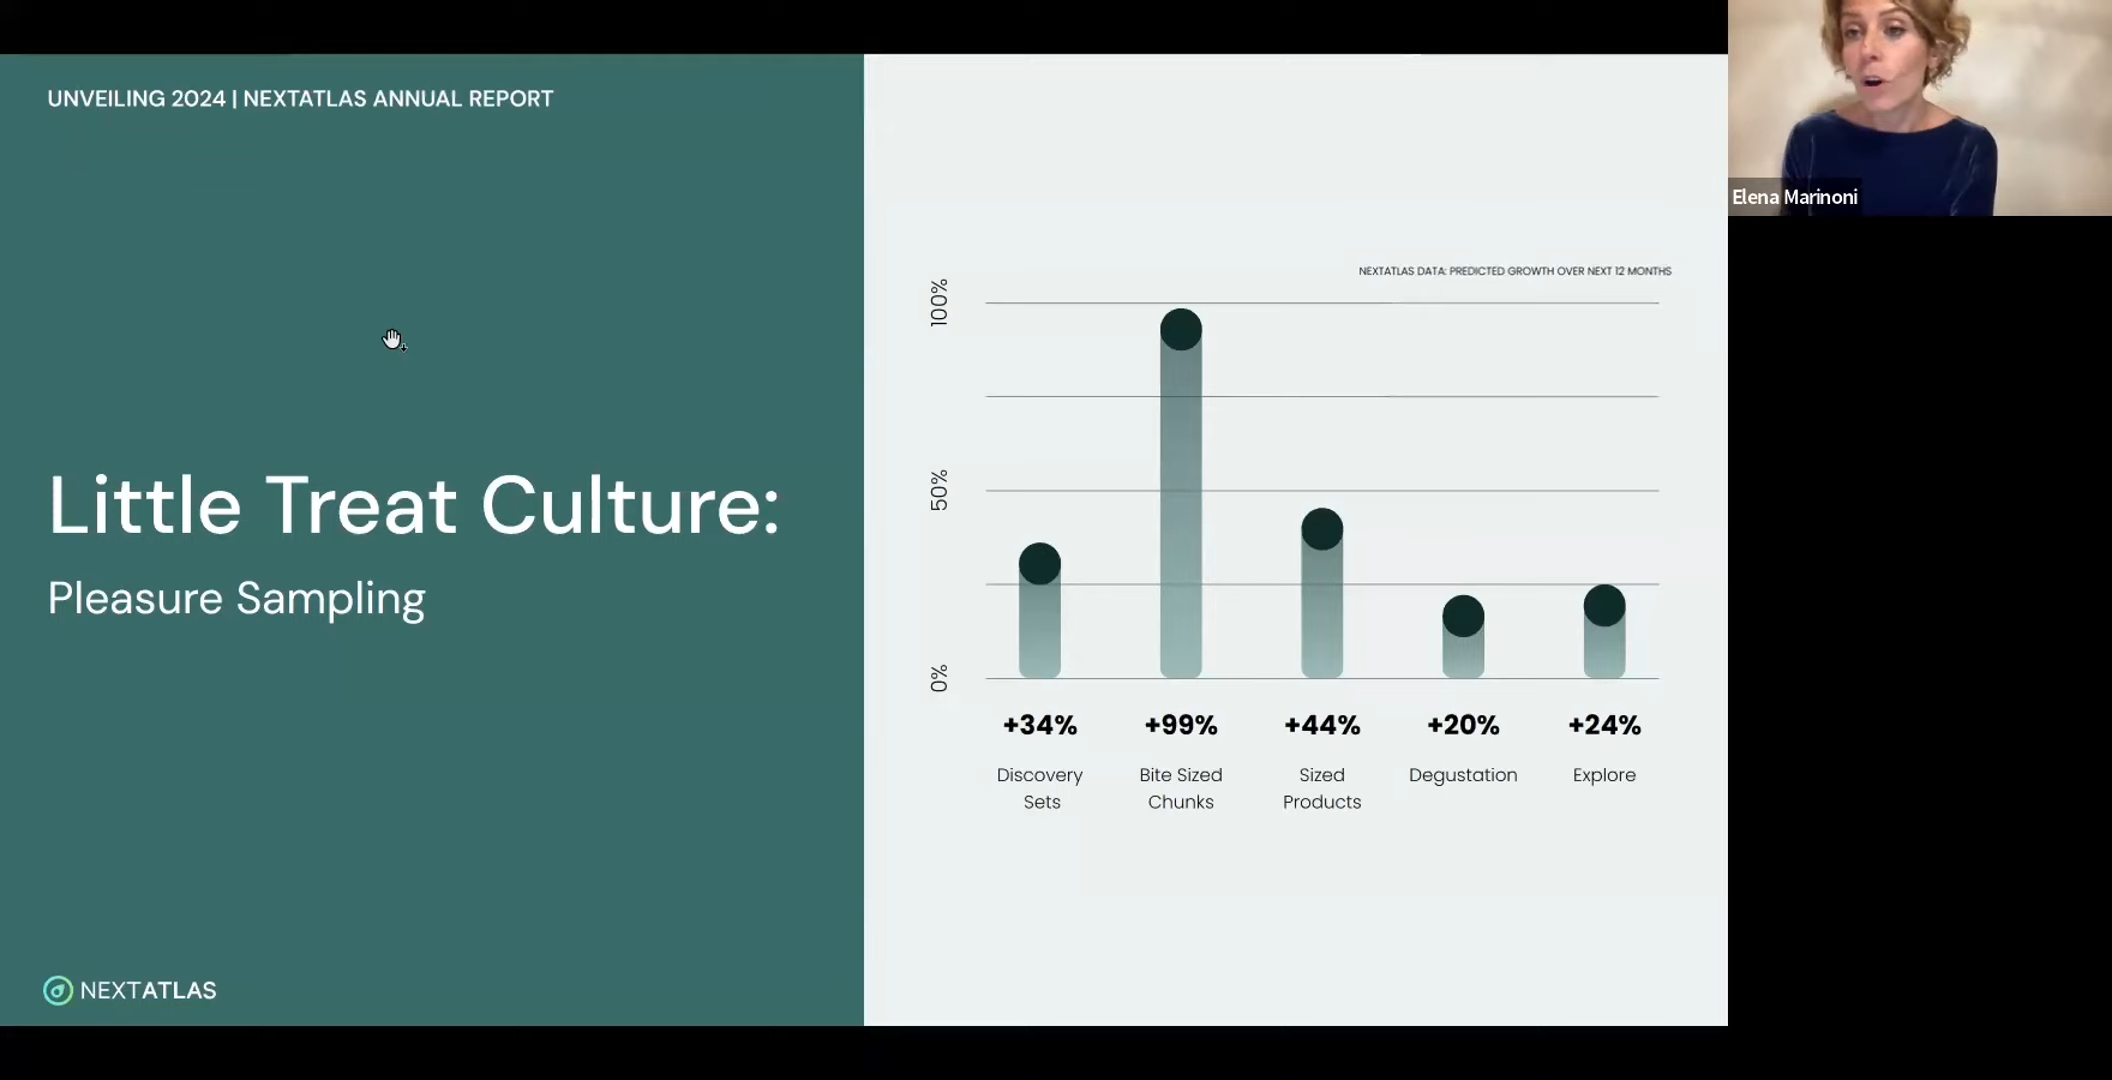 UNVEILING 2024 | NEXTATLAS ANNUAL REPORT
Little Treat Culture:
Pleasure Sampling
NEXTATLAS
NEXTATLAS DATA: PREDICTED GROWTH OVER NEXT 12 MONTHS
100%
50%
0%
+34% +99% +44% +20% +24%
Discovery Bite Sized Sized Degustation Explore
Sets Chunks Products
Elena Marinoni